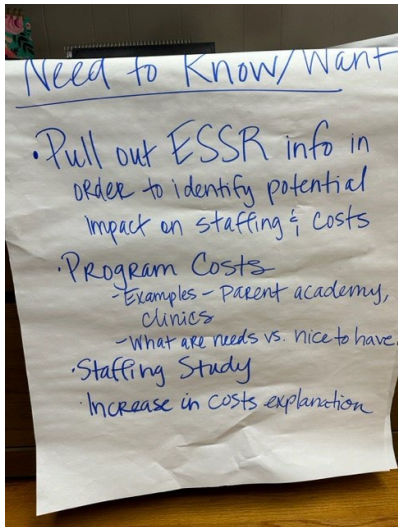 Need to Know/Want
• Pull out ESSR info in
order to identify potential
impact on staffing & costs
• Program Costs
- Examples - Parent academy,
clinics
- What are needs vs. nice to have
• Staffing Study
• Increase in costs explanation